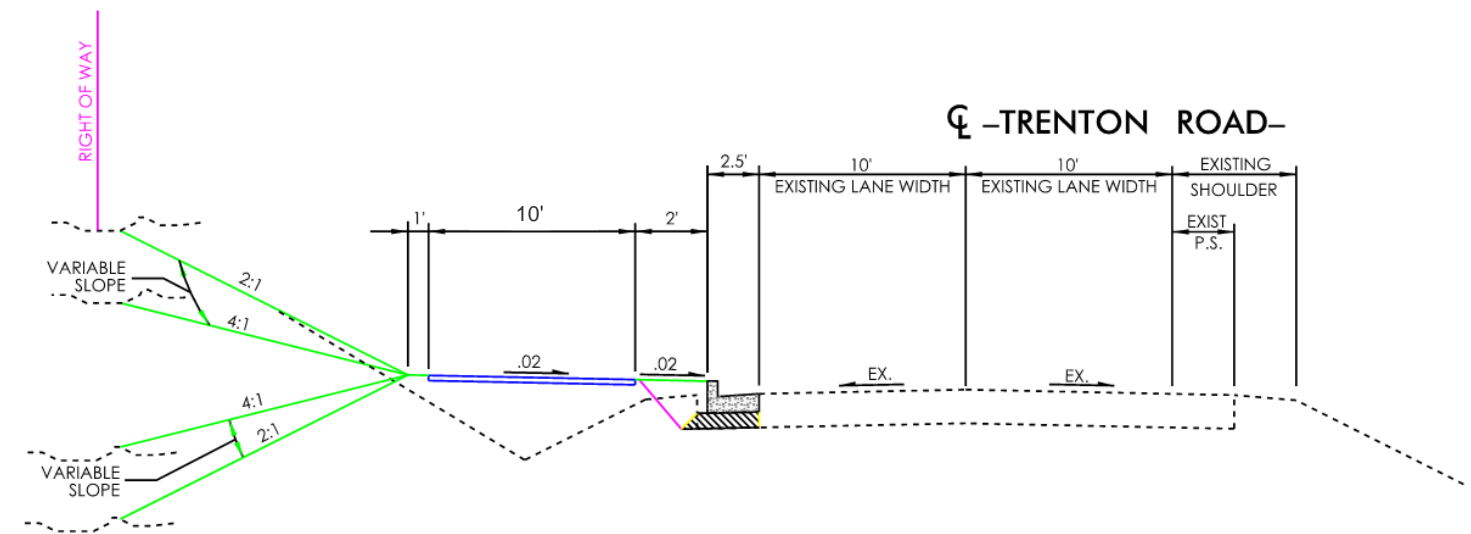 RIGHT OF WAY
℄ –TRENTON ROAD–
2.5'
10'
EXISTING LANE WIDTH
10'
EXISTING LANE WIDTH
EXISTING
SHOULDER
EXIST
P.S.
1'
10'
2'
VARIABLE
SLOPE
2:1
4:1
.02
.02
EX.
EX.
4:1
2:1
VARIABLE
SLOPE